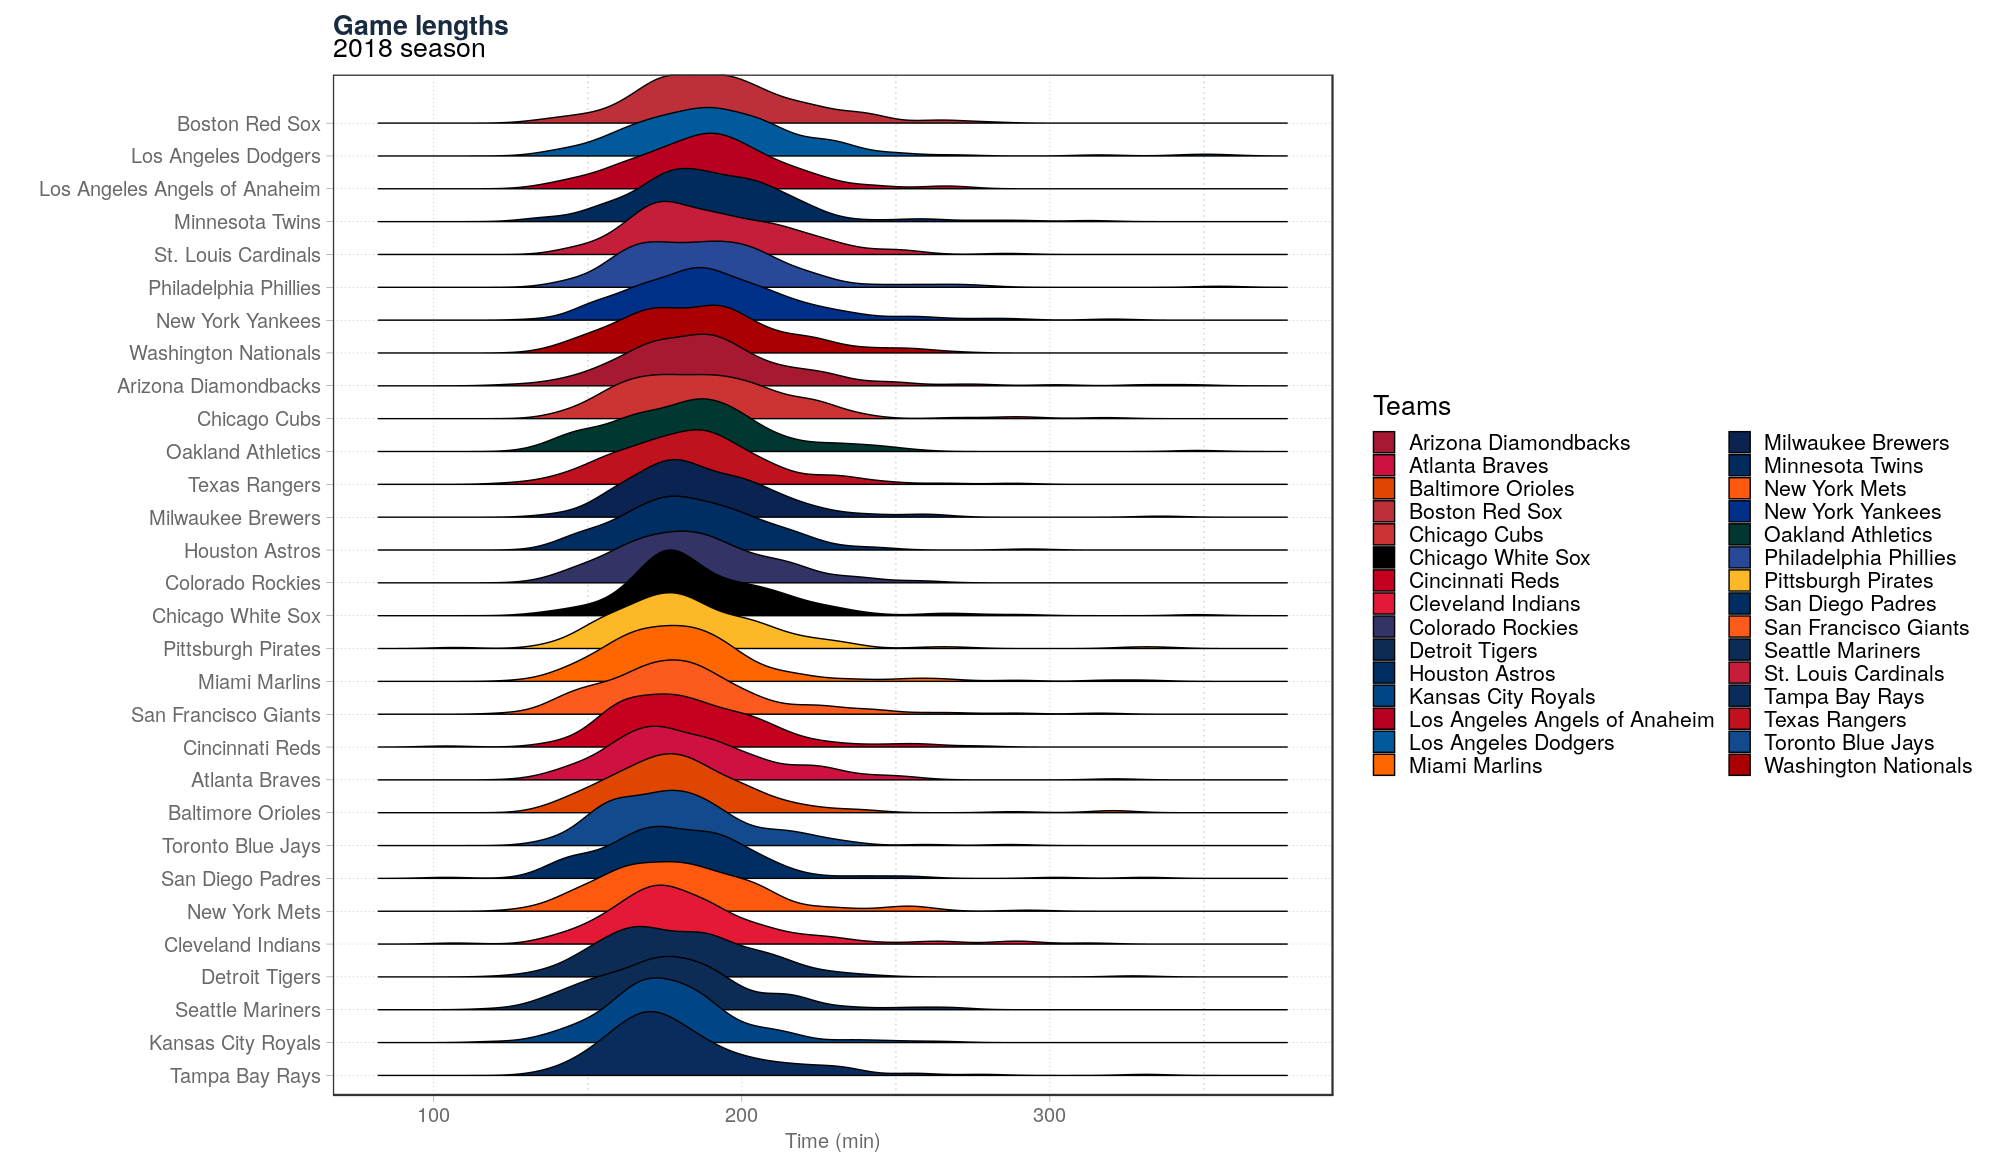 Game lengths
2018 season
Boston Red Sox
Los Angeles Dodgers
Los Angeles Angels of Anaheim
Minnesota Twins
St. Louis Cardinals
Philadelphia Phillies
New York Yankees
Washington Nationals
Arizona Diamondbacks
Chicago Cubs
Oakland Athletics
Texas Rangers
Milwaukee Brewers
Houston Astros
Colorado Rockies
Chicago White Sox
Pittsburgh Pirates
Miami Marlins
San Francisco Giants
Cincinnati Reds
Atlanta Braves
Baltimore Orioles
Toronto Blue Jays
San Diego Padres
New York Mets
Cleveland Indians
Detroit Tigers
Seattle Mariners
Kansas City Royals
Tampa Bay Rays
100 200 300
Time (min)
Teams
Arizona Diamondbacks
Atlanta Braves
Baltimore Orioles
Boston Red Sox
Chicago Cubs
Chicago White Sox
Cincinnati Reds
Cleveland Indians
Colorado Rockies
Detroit Tigers
Houston Astros
Kansas City Royals
Los Angeles Angels of Anaheim
Los Angeles Dodgers
Miami Marlins
Milwaukee Brewers
Minnesota Twins
New York Mets
New York Yankees
Oakland Athletics
Philadelphia Phillies
Pittsburgh Pirates
San Diego Padres
San Francisco Giants
Seattle Mariners
St. Louis Cardinals
Tampa Bay Rays
Texas Rangers
Toronto Blue Jays
Washington Nationals